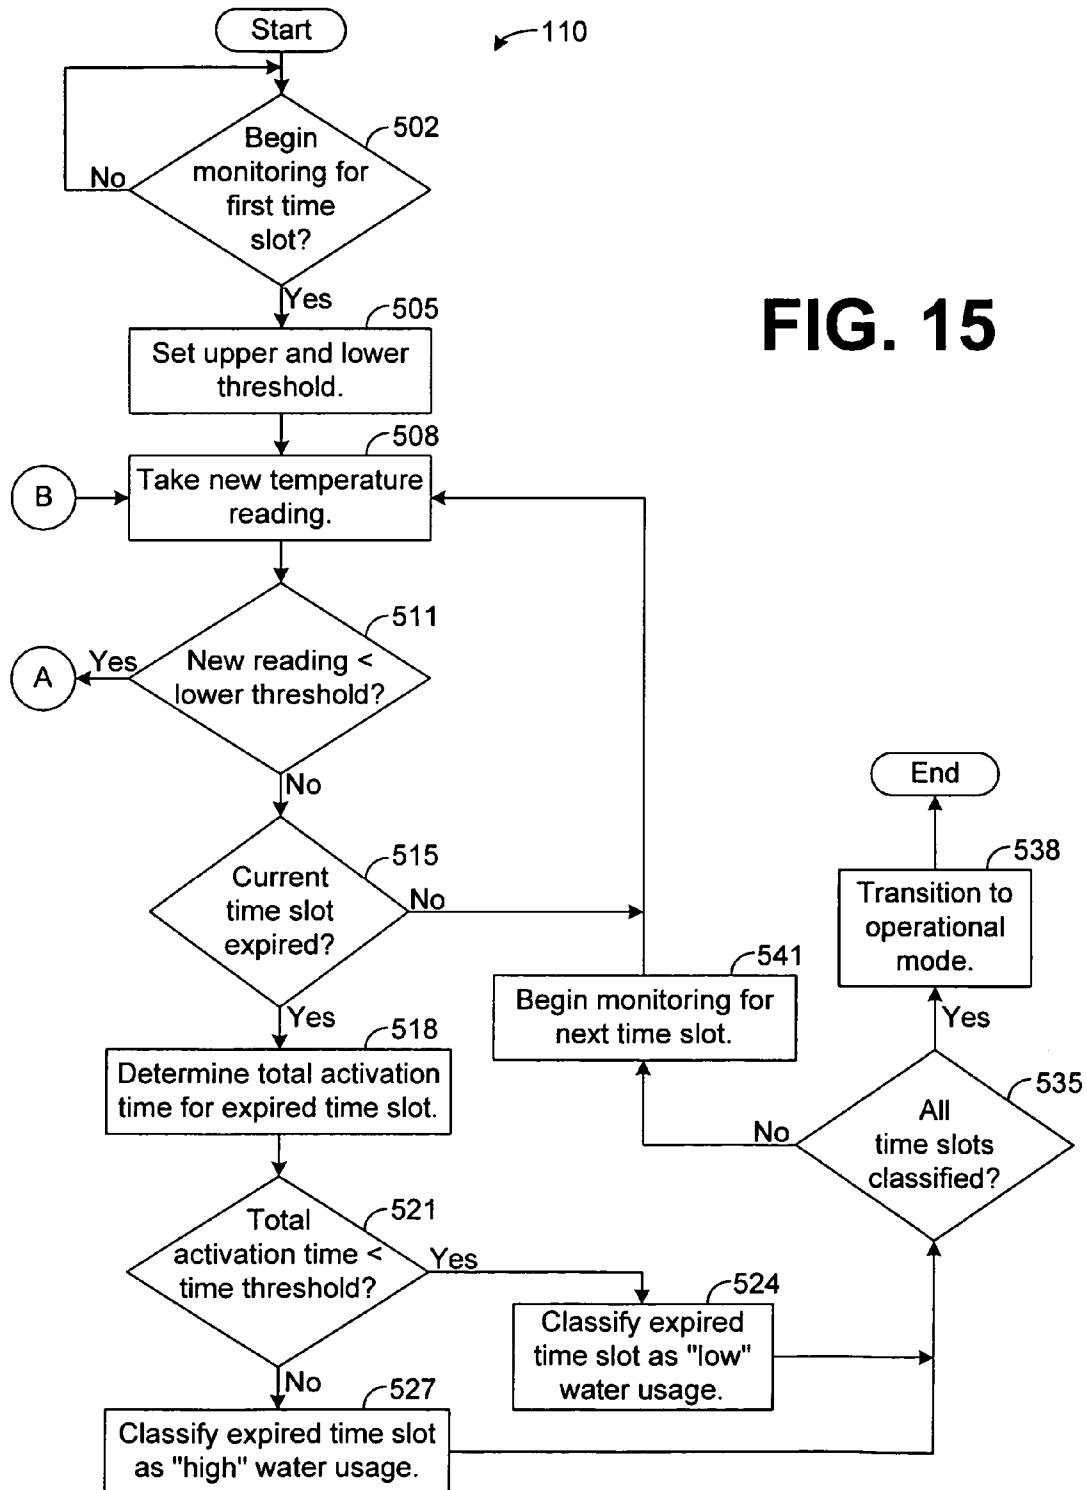 Start
110
502
Begin
monitoring for
first time
slot?
No
Yes
505
FIG. 15
Set upper and lower
threshold.
508
B
Take new temperature
reading.
511
A
Yes
New reading <
lower threshold?
No
End
515
Current
time slot
expired?
No
538
Transition to
operational
mode.
541
Begin monitoring for
next time slot.
Yes
Yes
518
Determine total activation
time for expired time slot.
535
All
time slots
classified?
No
521
Total
activation time <
time threshold?
Yes
524
Classify expired
time slot as "low"
water usage.
No
527
Classify expired time slot
as "high" water usage.